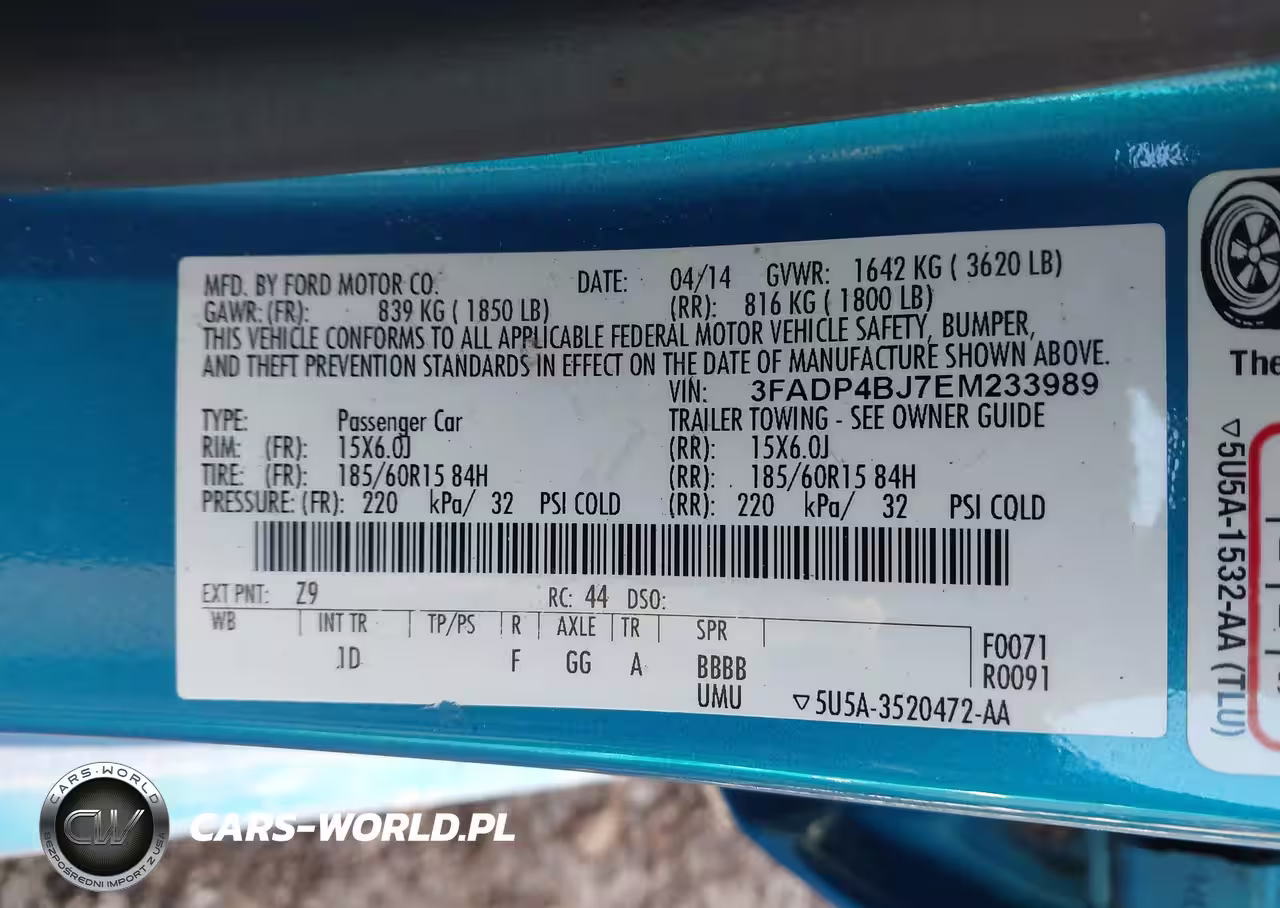 MFD. BY FORD MOTOR CO. DATE: 04/14 GVWR: 1642 KG ( 3620 LB)
GAWR: (FR): 839 KG ( 1850 LB) (RR): 816 KG ( 1800 LB)
THIS VEHICLE CONFORMS TO ALL APPLICABLE FEDERAL MOTOR VEHICLE SAFETY, BUMPER,
AND THEFT PREVENTION STANDARDS IN EFFECT ON THE DATE OF MANUFACTURE SHOWN ABOVE.
VIN: 3FADP4BJ7EM233989
TYPE: Passenger Car TRAILER TOWING - SEE OWNER GUIDE
RIM: (FR): 15X6.0J (RR): 15X6.0J
TIRE: (FR): 185/60R15 84H (RR): 185/60R15 84H
PRESSURE: (FR): 220 kPa/ 32 PSI COLD (RR): 220 kPa/ 32 PSI COLD
EXT PNT: Z9 RC: 44 DSO:
WB INT TR TP/PS R AXLE TR SPR
JD F GG A BBBB
UMU
F0071
R0091
▽5U5A-3520472-AA
The
▽5U5A-1532-AA (TLU)
CARS-WORLD
CW
BEZPOŚREDNI IMPORT Z USA
CARS-WORLD.PL